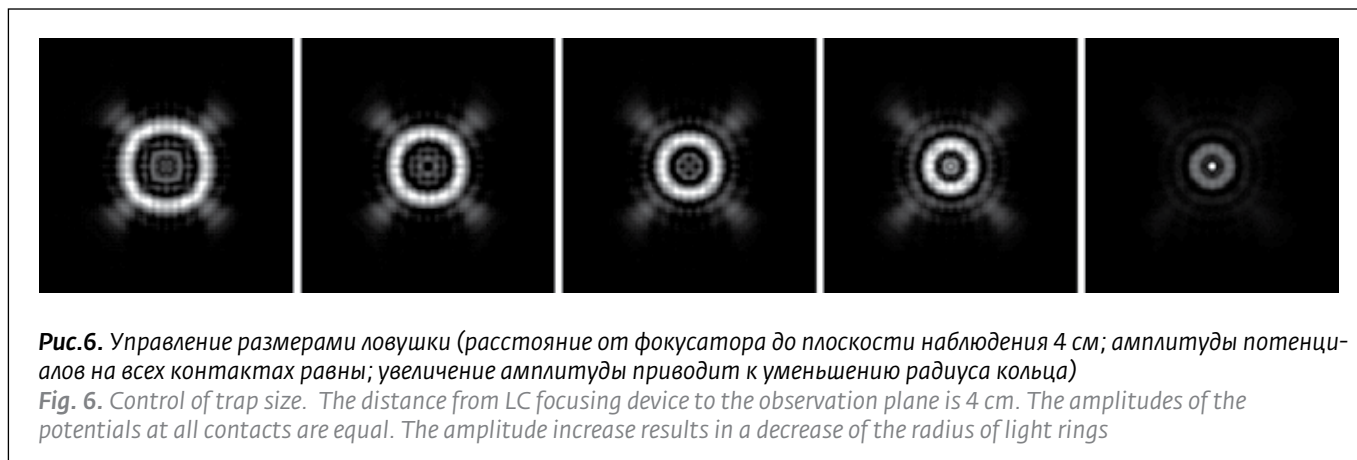 Рис.6. Управление размерами ловушки (расстояние от фокусатора до плоскости наблюдения 4 см; амплитуды потенци-
алов на всех контактах равны; увеличение амплитуды приводит к уменьшению радиуса кольца)
Fig. 6. Control of trap size. The distance from LC focusing device to the observation plane is 4 cm. The amplitudes of the
potentials at all contacts are equal. The amplitude increase results in a decrease of the radius of light rings